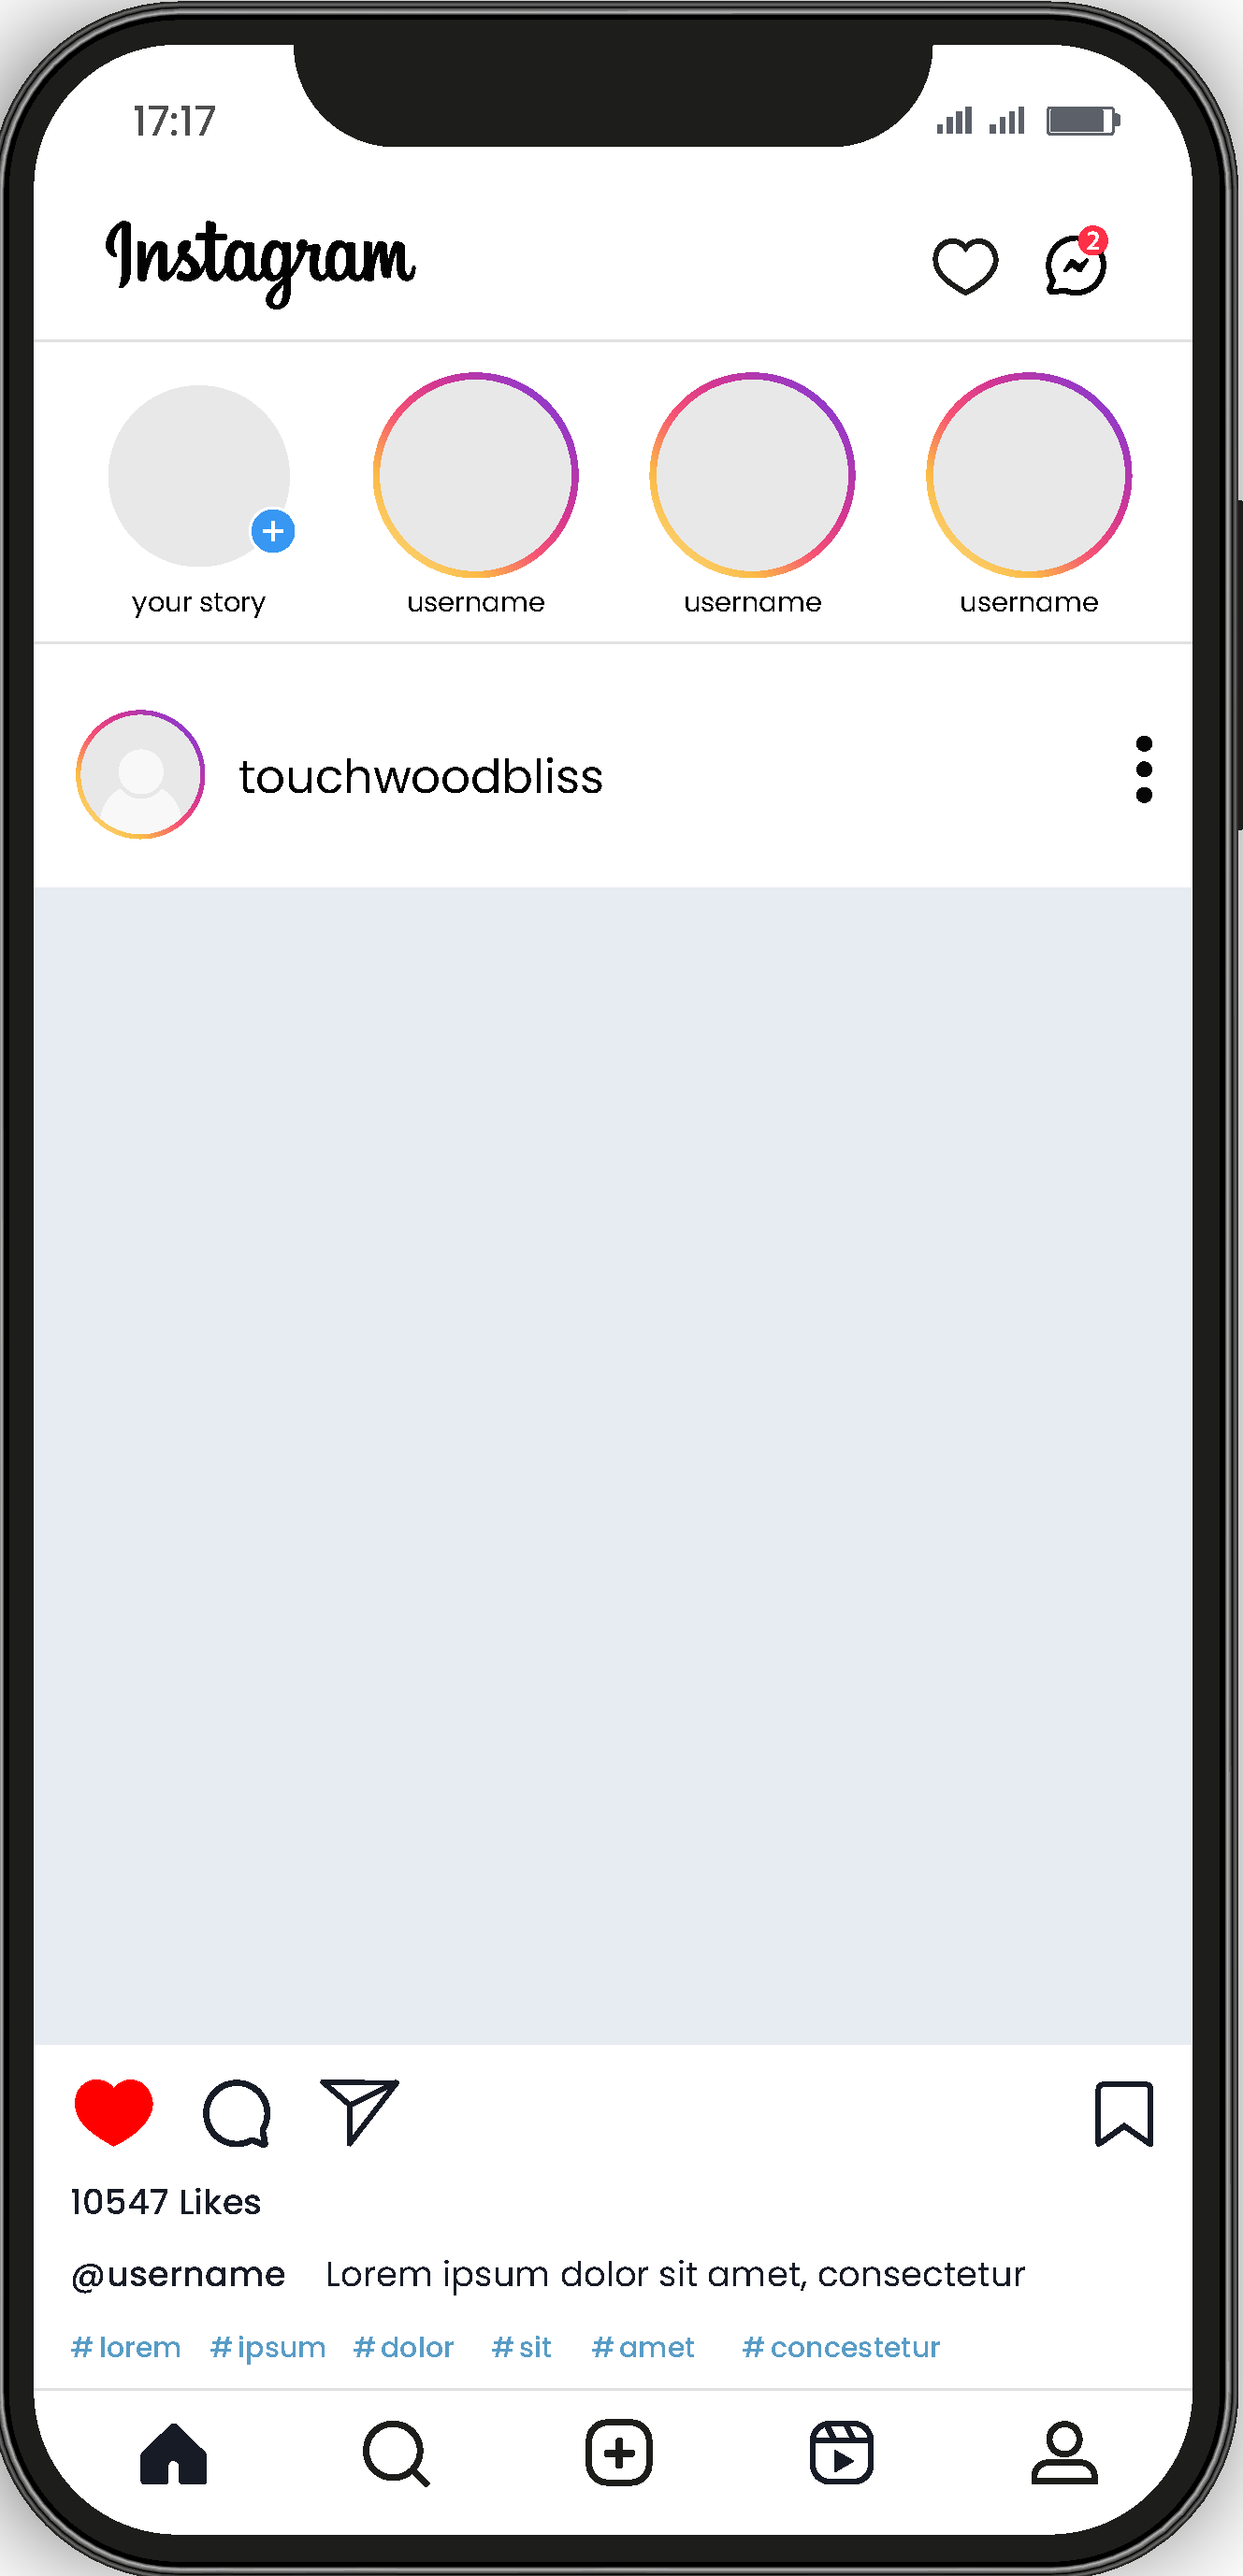 17:17
Instagram
2
your story username username username
touchwoodbliss
10547 Likes
@username Lorem ipsum dolor sit amet, consectetur
#lorem #ipsum #dolor #sit #amet #concestetur